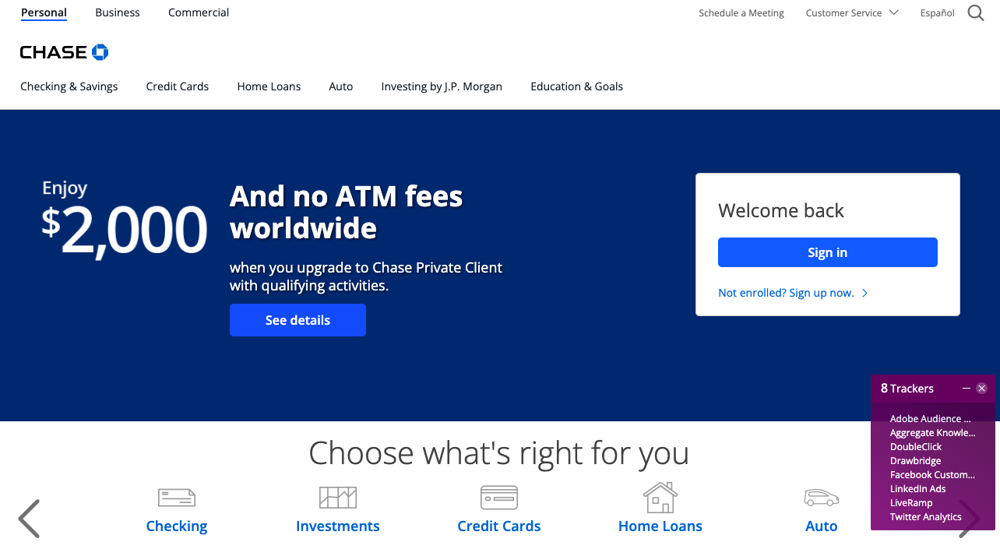 Personal Business Commercial Schedule a Meeting Customer Service Español
CHASE
Checking & Savings Credit Cards Home Loans Auto Investing by J.P. Morgan Education & Goals
Enjoy
$2,000
And no ATM fees
worldwide
when you upgrade to Chase Private Client
with qualifying activities.
See details
Welcome back
Sign in
Not enrolled? Sign up now.
8 Trackers
Adobe Audience ...
Aggregate Knowle...
DoubleClick
Drawbridge
Facebook Custom...
LinkedIn Ads
LiveRamp
Twitter Analytics
Choose what's right for you
Checking Investments Credit Cards Home Loans Auto